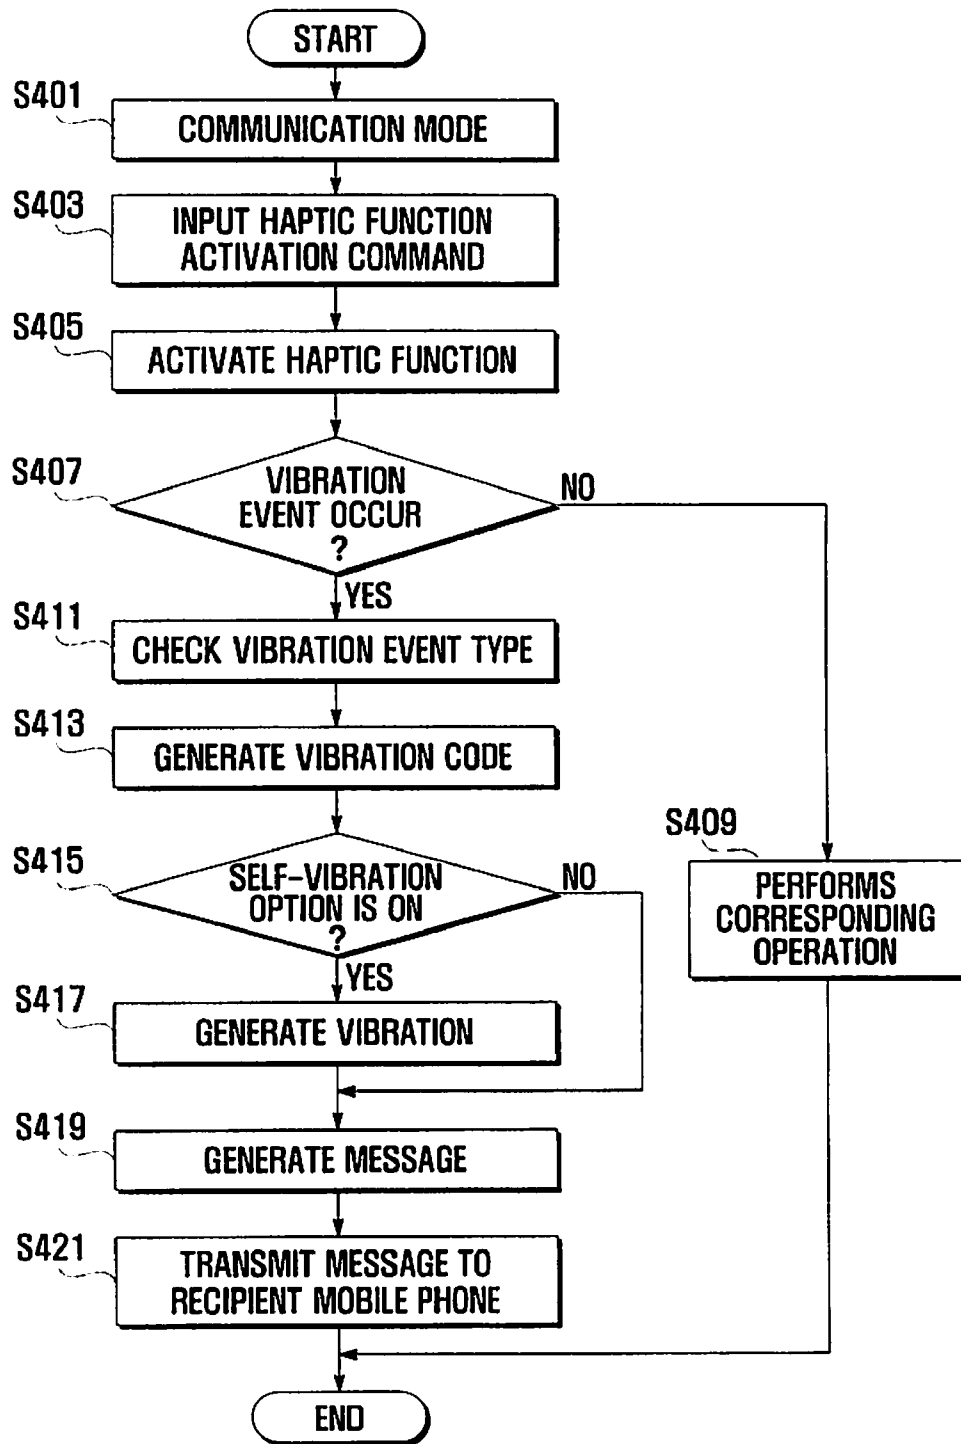 START
S401
COMMUNICATION MODE
S403
INPUT HAPTIC FUNCTION
ACTIVATION COMMAND
S405
ACTIVATE HAPTIC FUNCTION
S407
VIBRATION
EVENT OCCUR
?
NO
YES
S411
CHECK VIBRATION EVENT TYPE
S413
GENERATE VIBRATION CODE
S415
SELF-VIBRATION
OPTION IS ON
?
NO
YES
S409
PERFORMS
CORRESPONDING
OPERATION
S417
GENERATE VIBRATION
S419
GENERATE MESSAGE
S421
TRANSMIT MESSAGE TO
RECIPIENT MOBILE PHONE
END